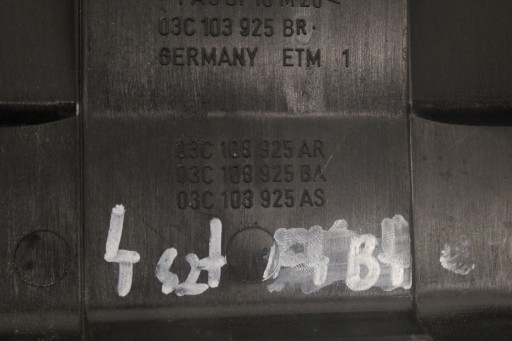 03C 103 925 BR.
GERMANY ETM 1
03C 103 925 AR
03C 103 925 BA
03C 103 925 AS
4 szt